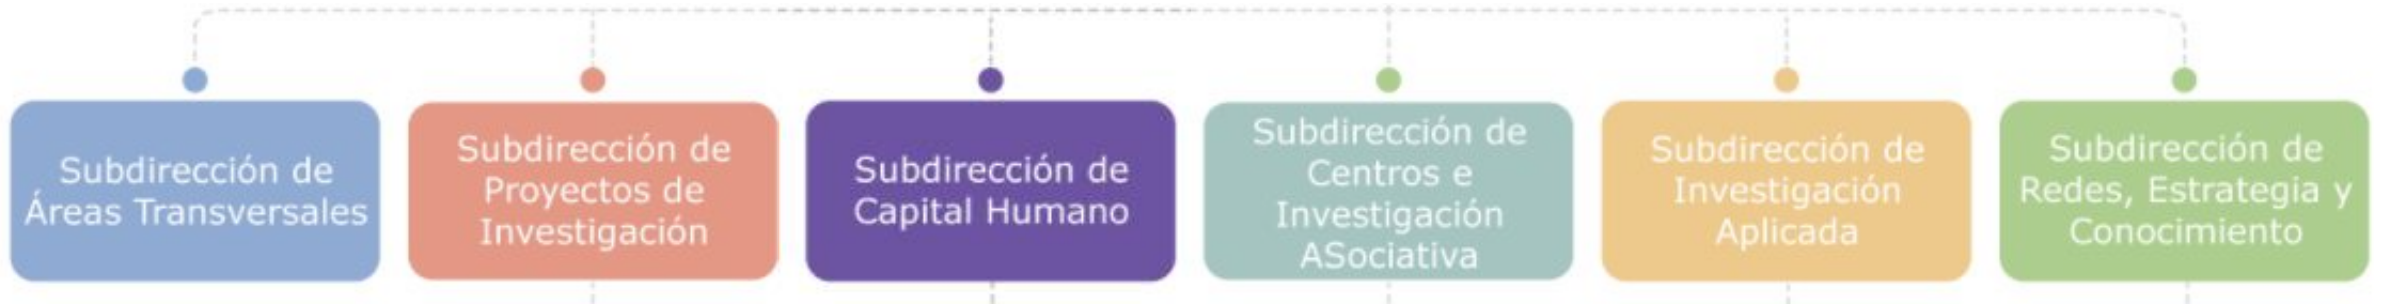 Subdirección de
Áreas Transversales
Subdirección de
Proyectos de
Investigación
Subdirección de
Capital Humano
Subdirección de
Centros e
Investigación
ASociativa
Subdirección de
Investigación
Aplicada
Subdirección de
Redes, Estrategia y
Conocimiento